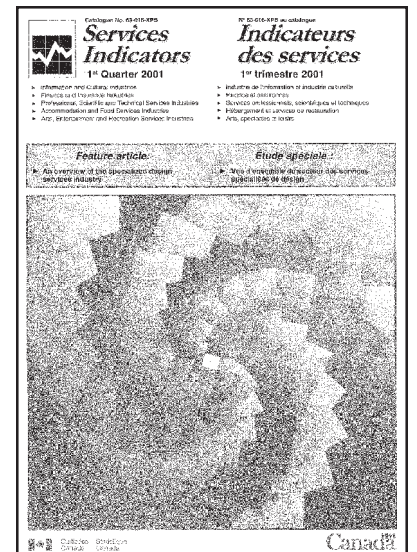 Catalogue No. 63-016-XPB
Services
Indicators
1st Quarter 2001
Information and Cultural Industries
Finance and Insurance Industries
Professional, Scientific and Technical Services Industries
Accommodation and Food Services Industries
Arts, Entertainment and Recreation Services Industries
N° 63-016-XPB au catalogue
Indicateurs
des services
1er trimestre 2001
Industrie de l'information et industrie culturelle
Finances et assurances
Services professionnels, scientifiques et techniques
Hébergement et services de restauration
Arts, spectacles et loisirs
Feature article:
An overview of the specialized design
services industry
Étude spéciale :
Vue d'ensemble du secteur des services
spécialisés de design
Statistics Statistique
Canada Canada
Canada